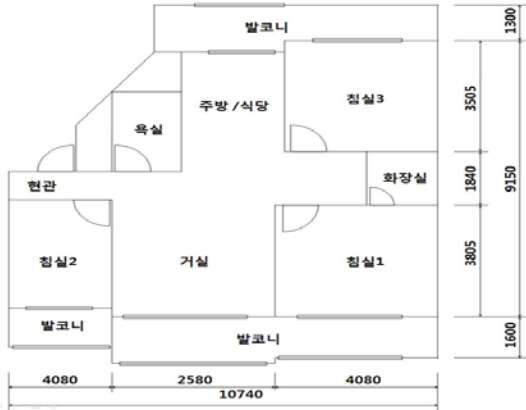 발코니
1300
주방 /식당
침실3
3505
욕실
현관
화장실
1840
9150
침실2
거실
침실1
3805
발코니
발코니
1600
4080
2580
4080
10740